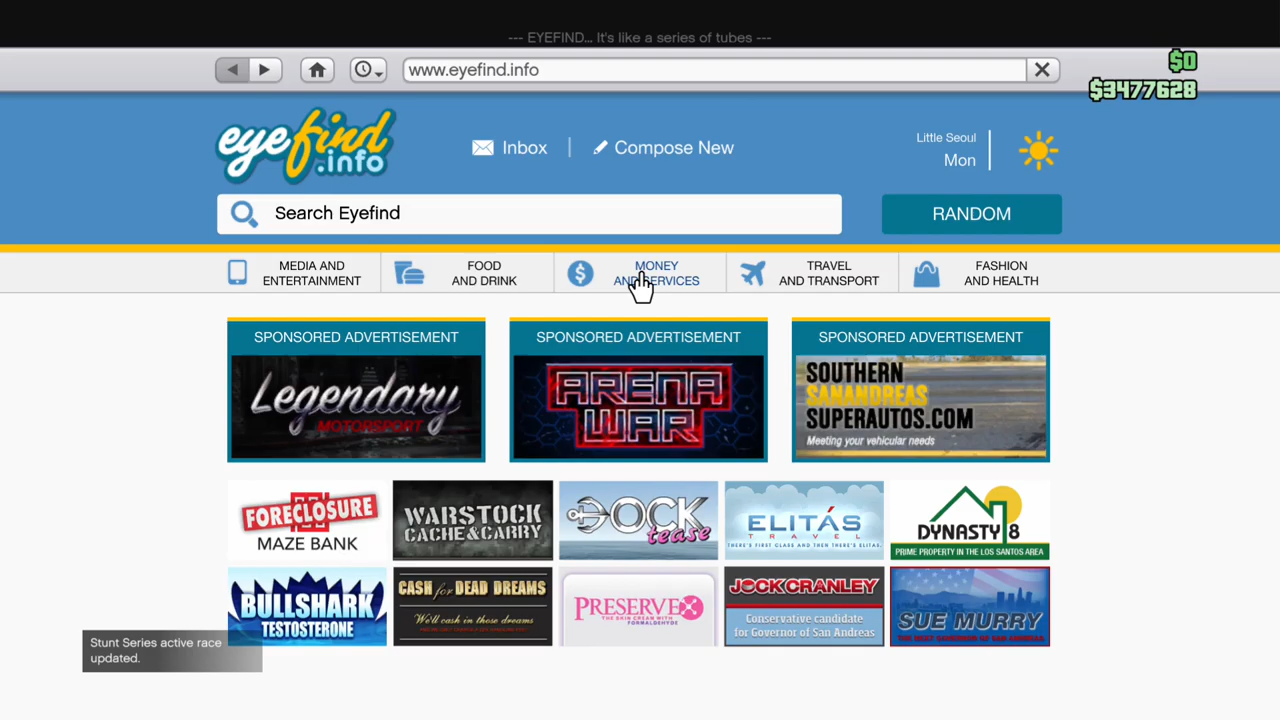 --- EYEFIND... It's like a series of tubes ---
$0
www.eyefind.info
$3477628
eyefind
.info
Inbox
Compose New
Little Seoul
Mon
Search Eyefind
RANDOM
MEDIA AND
ENTERTAINMENT
FOOD
AND DRINK
MONEY
AND SERVICES
TRAVEL
AND TRANSPORT
FASHION
AND HEALTH
SPONSORED ADVERTISEMENT
Legendary
MOTORSPORT
SPONSORED ADVERTISEMENT
ARENA
WAR
SPONSORED ADVERTISEMENT
SOUTHERN
SANANDREAS
SUPERAUTOS.COM
Meeting your vehicular needs
FORECLOSURE
MAZE BANK
WARSTOCK
CACHE & CARRY
DOCK
tease
ELITÁS
TRAVEL
THERE'S FIRST CLASS AND THEN THERE'S ELITAS.
DYNASTY 8
PRIME PROPERTY IN THE LOS SANTOS AREA
BULLSHARK
TESTOSTERONE
CASH for DEAD DREAMS
We'll cash in those dreams
PRESERVEX
THE SKIN CREAM WITH
FORMALDEHYDE
JOCK CRANLEY
Conservative candidate
for Governor of San Andreas
SUE MURRY
THE NEXT GOVERNOR OF SAN ANDREAS.
Stunt Series active race
updated.